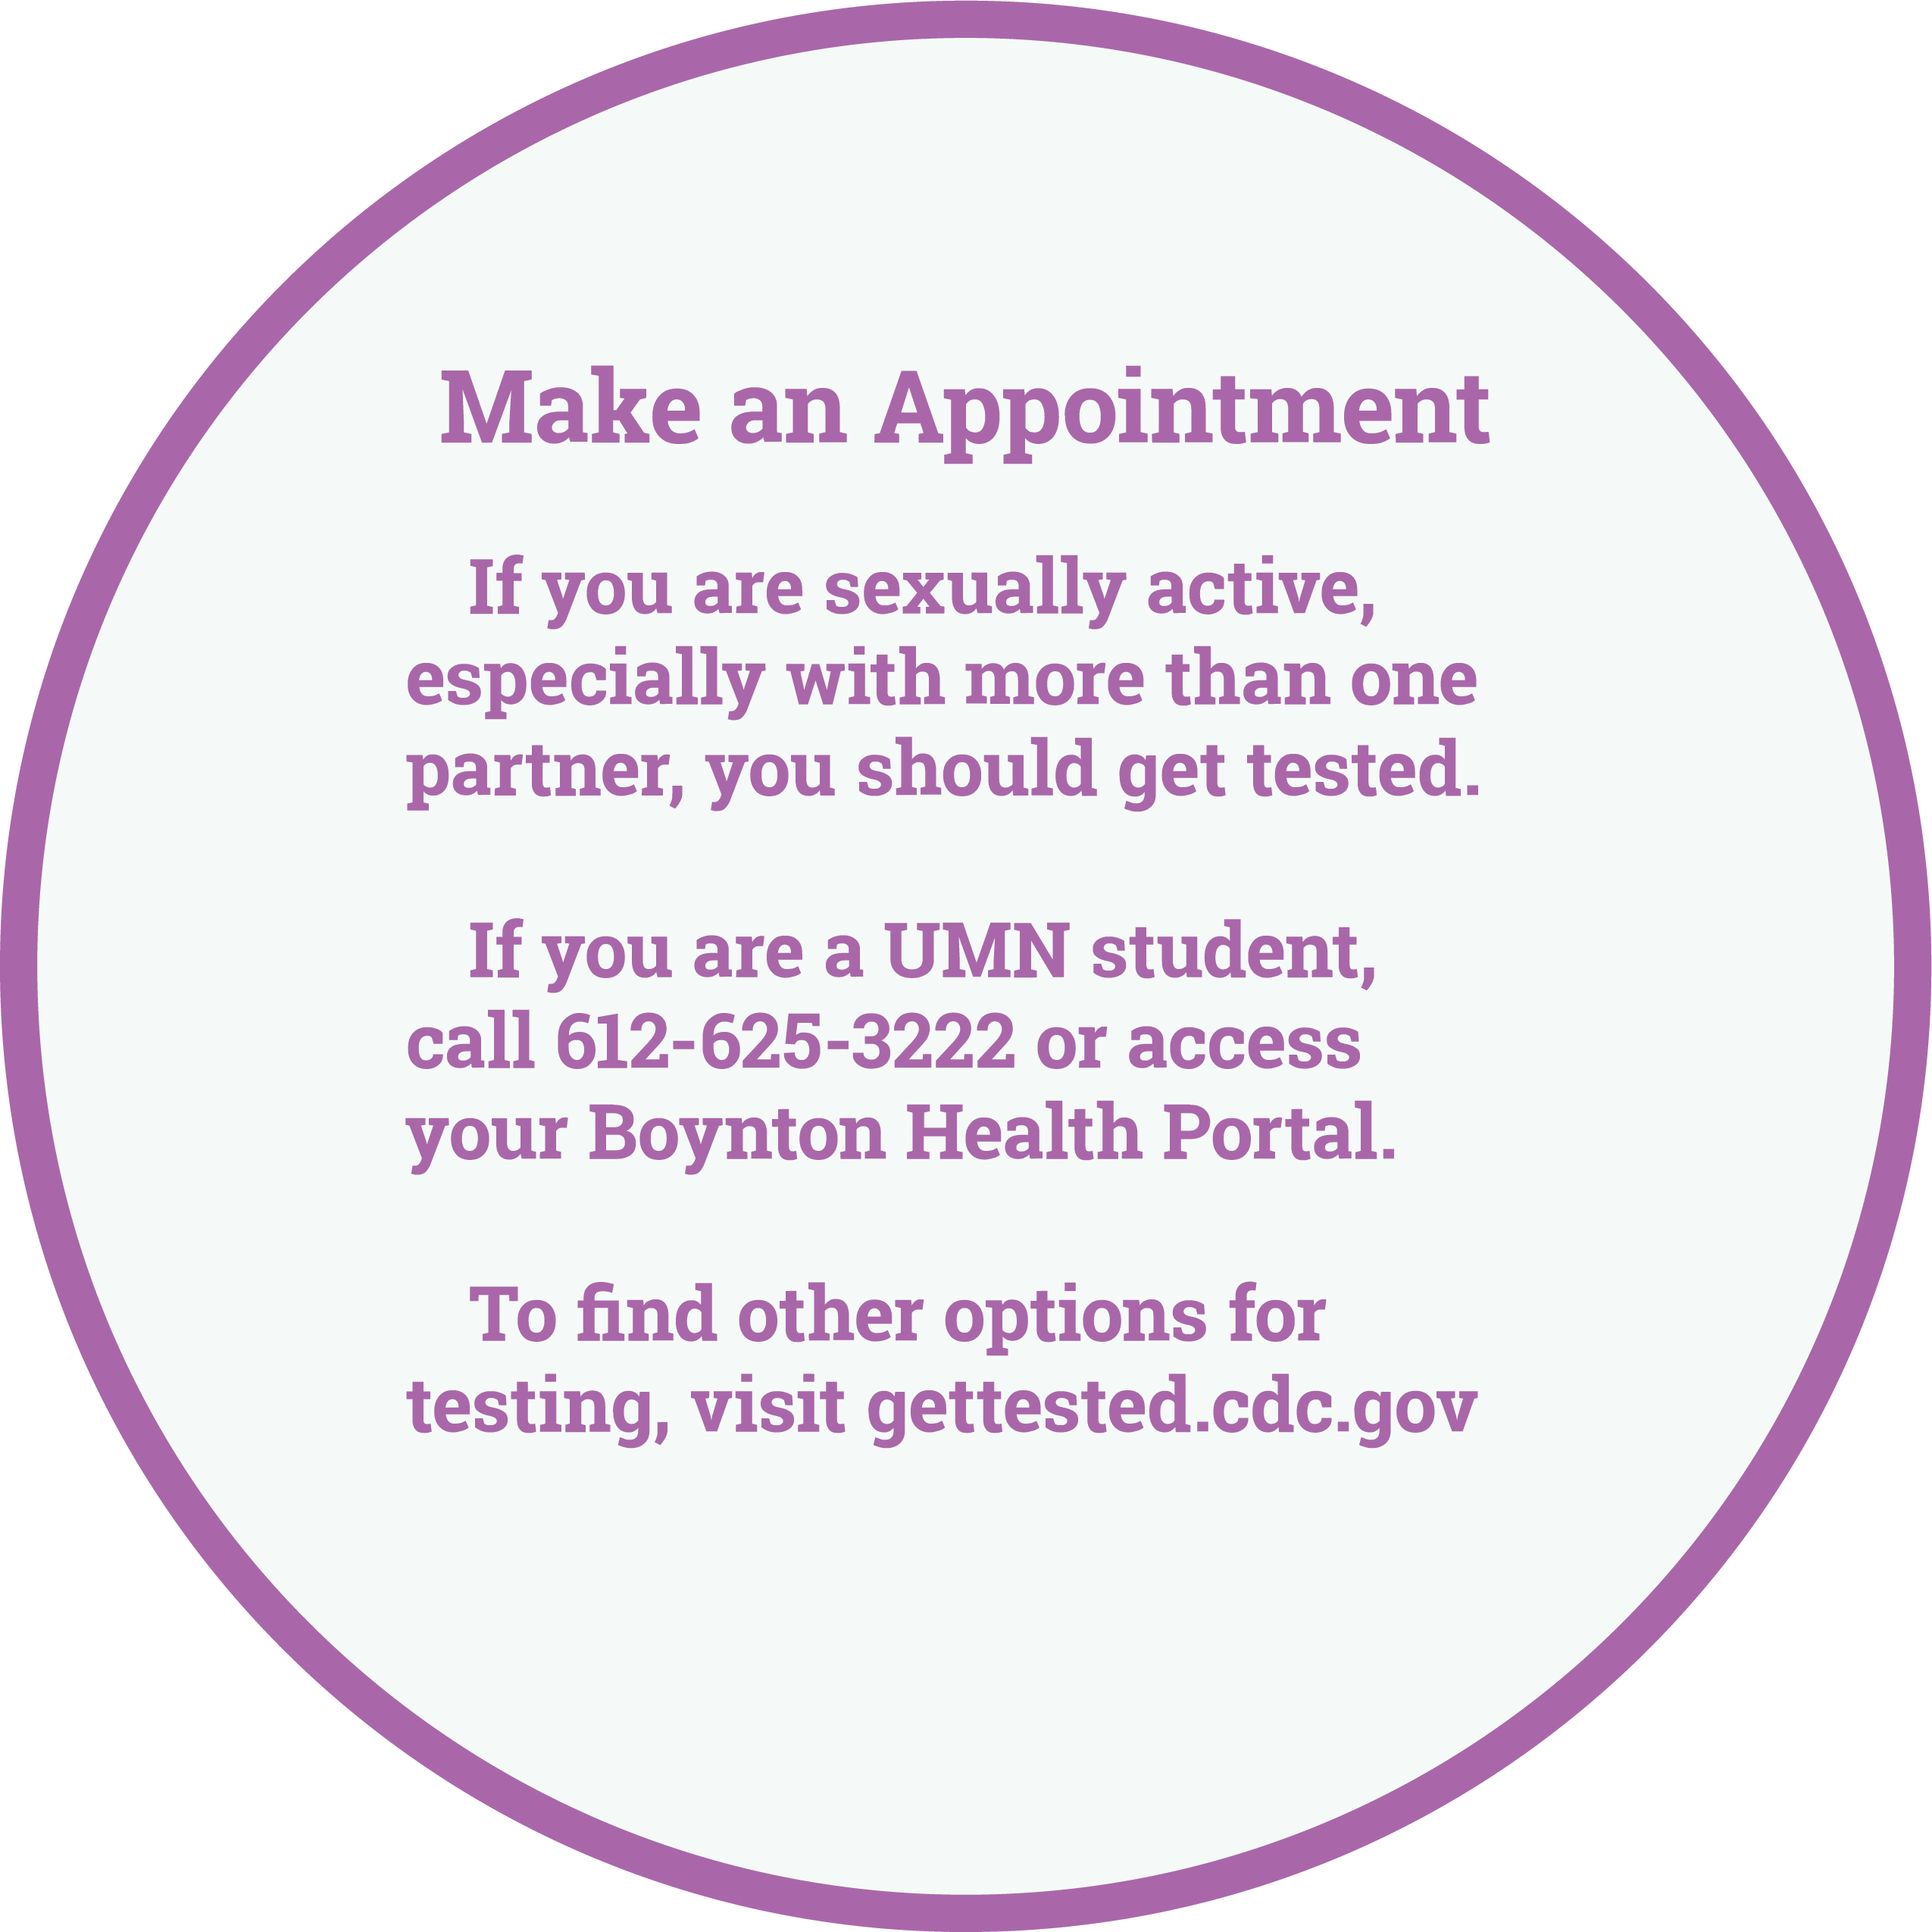 Make an Appointment
If you are sexually active,
especially with more than one
partner, you should get tested.
If you are a UMN student,
call 612-625-3222 or access
your Boynton Health Portal.
To find other options for
testing, visit gettested.cdc.gov